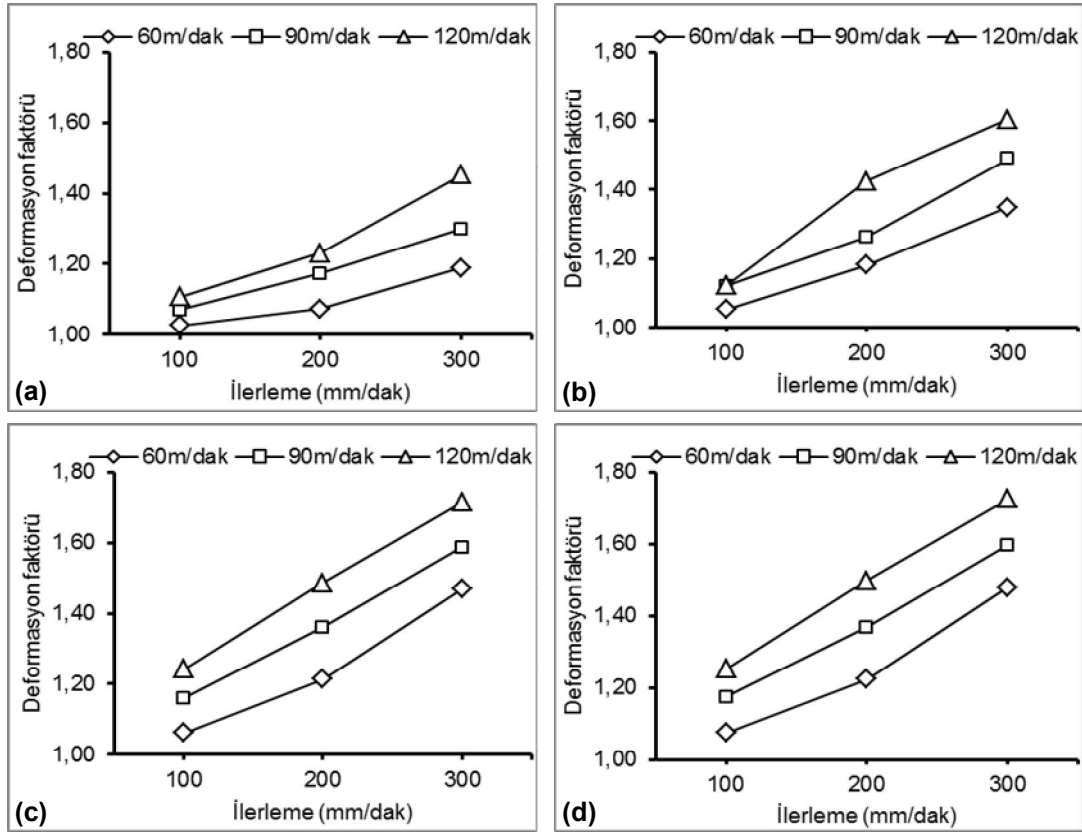 60m/dak 90m/dak 120m/dak
1,80
1,60
1,40
1,20
1,00
Deformasyon faktörü
100 200 300
İlerleme (mm/dak)
(a)
60m/dak 90m/dak 120m/dak
1,80
1,60
1,40
1,20
1,00
Deformasyon faktörü
100 200 300
İlerleme (mm/dak)
(b)
60m/dak 90m/dak 120m/dak
1,80
1,60
1,40
1,20
1,00
Deformasyon faktörü
100 200 300
İlerleme (mm/dak)
(c)
60m/dak 90m/dak 120m/dak
1,80
1,60
1,40
1,20
1,00
Deformasyon faktörü
100 200 300
İlerleme (mm/dak)
(d)